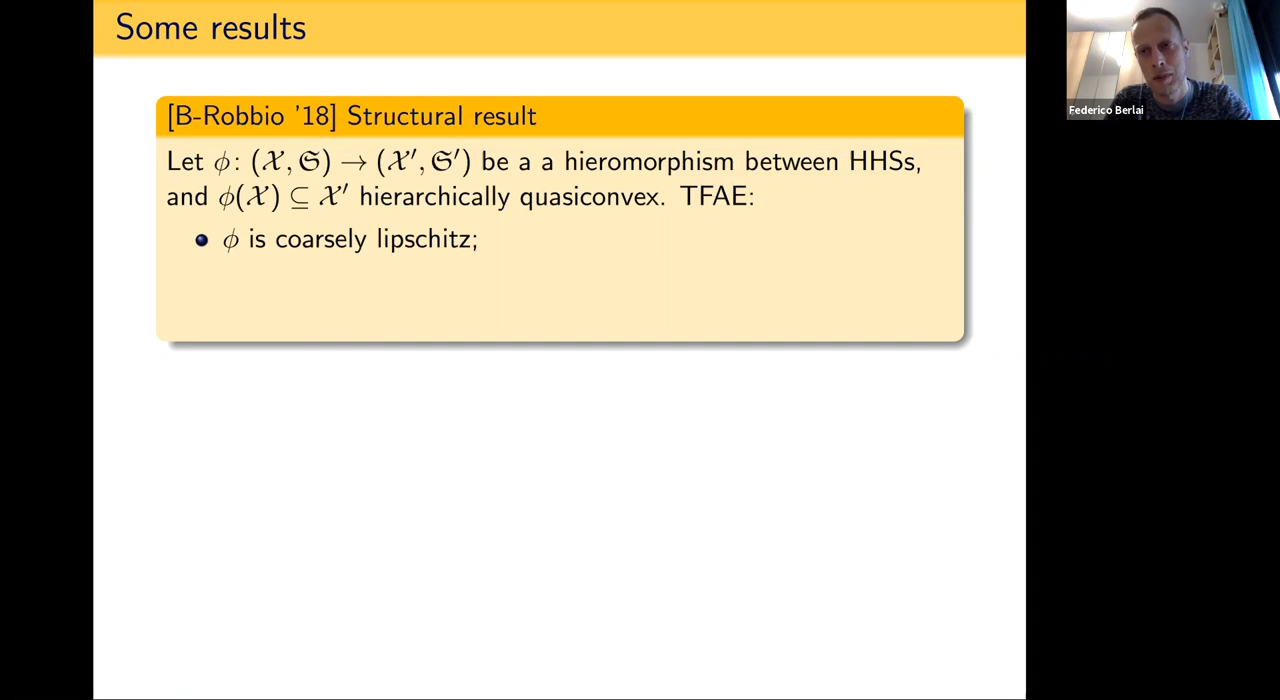 Some results
[B-Robbio '18] Structural result
Let ϕ: (𝒳, 𝔖) → (𝒳′, 𝔖′) be a a hieromorphism between HHSs,
and ϕ(𝒳) ⊆ 𝒳′ hierarchically quasiconvex. TFAE:
ϕ is coarsely lipschitz;
Federico Berlai